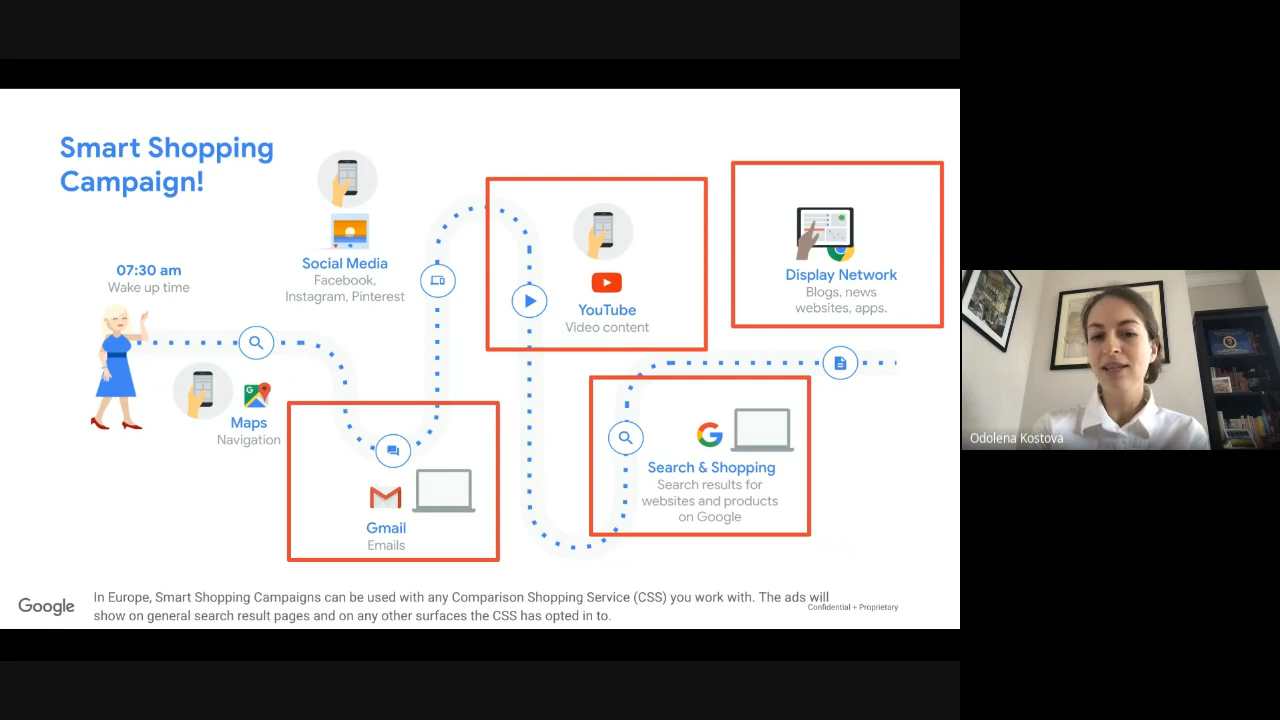 Smart Shopping
Campaign!
07:30 am
Wake up time
Maps
Navigation
Social Media
Facebook,
Instagram, Pinterest
Gmail
Emails
YouTube
Video content
Search & Shopping
Search results for
websites and products
on Google
Display Network
Blogs, news
websites, apps.
Google
In Europe, Smart Shopping Campaigns can be used with any Comparison Shopping Service (CSS) you work with. The ads will
show on general search result pages and on any other surfaces the CSS has opted in to.
Confidential + Proprietary
Odolena Kostova